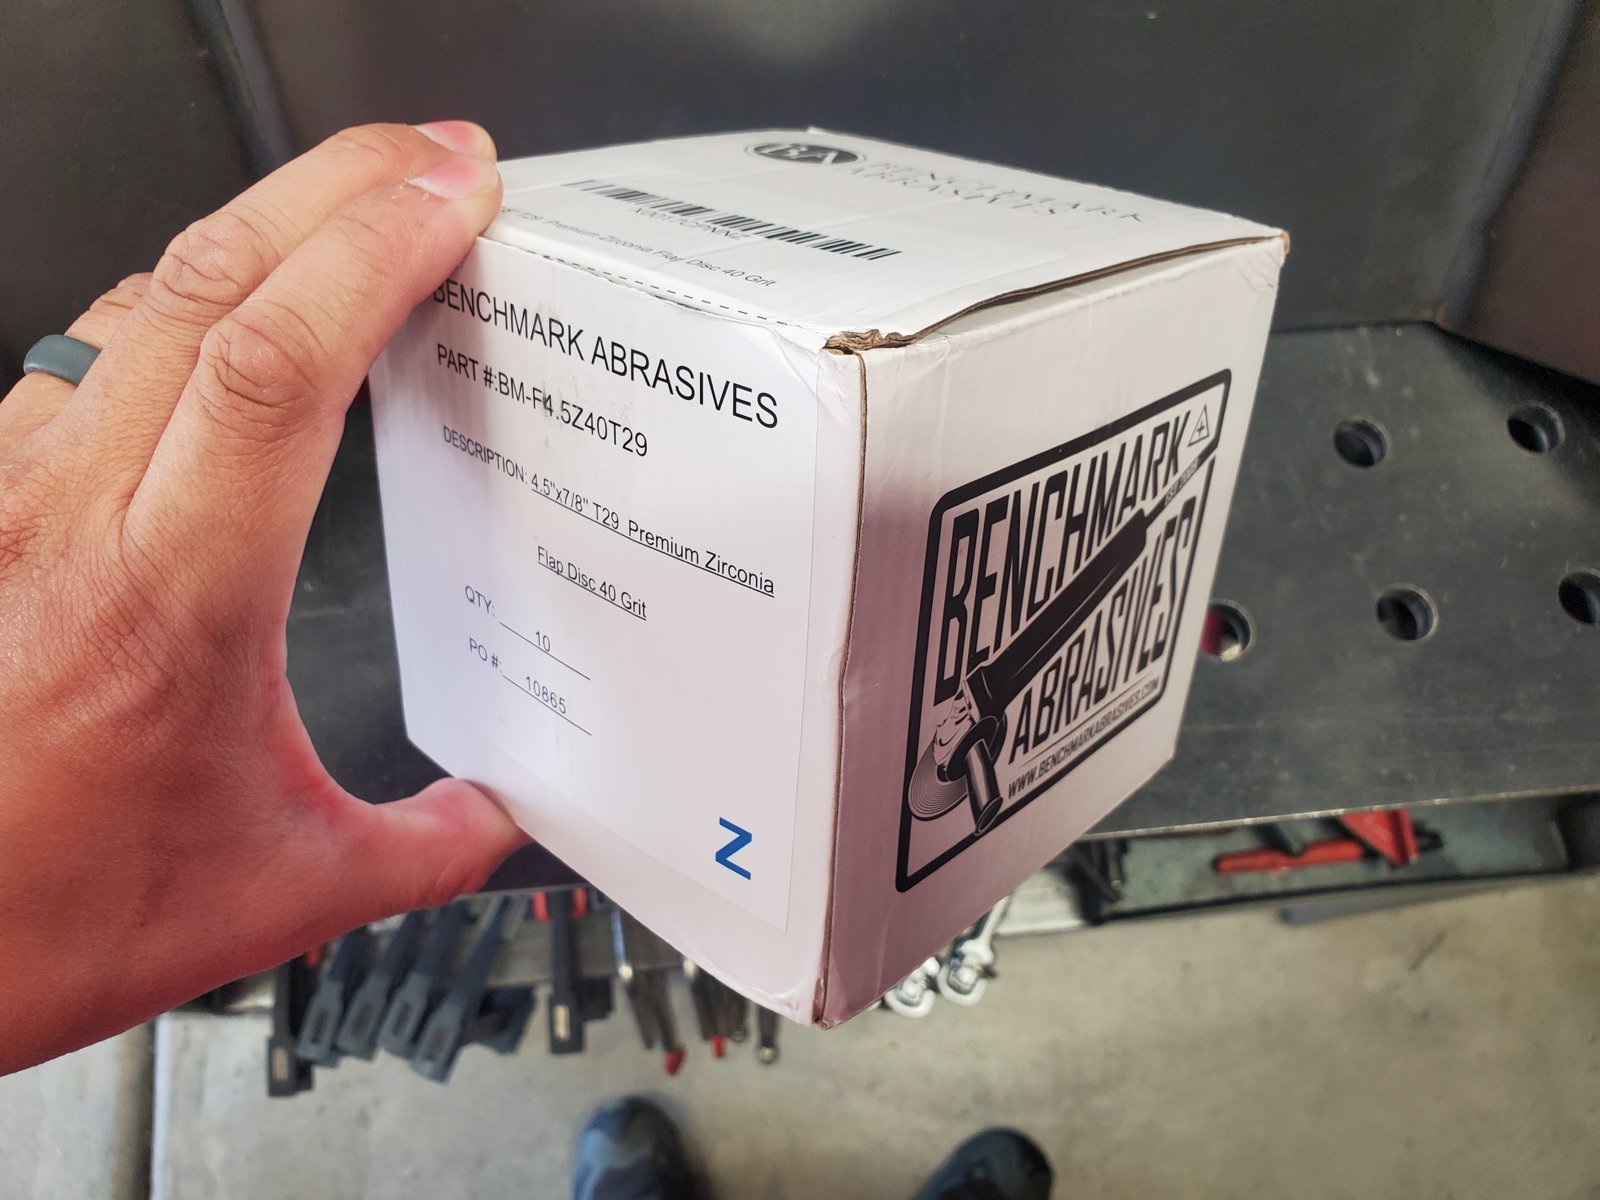 BA BENCHMARK
ABRASIVES
T29 Premium Zirconia Flap Disc 40 Grit
BENCHMARK ABRASIVES
PART #:BM-F4.5Z40T29
DESCRIPTION: 4.5"x7/8" T29 Premium Zirconia
Flap Disc 40 Grit
QTY: 10
PO #: 10865
Z
BENCHMARK
ABRASIVES
WWW.BENCHMARKABRASIVES.COM